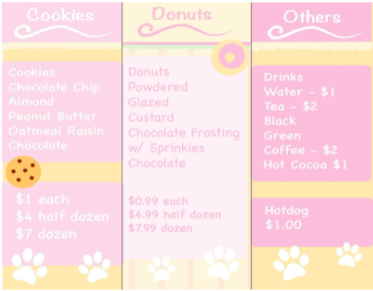 Cookies
Cookies
Chocolate Chip
Almond
Peanut Butter
Oatmeal Raisin
Chocolate
$1 each
$4 half dozen
$7 dozen
Donuts
Donuts
Powdered
Glazed
Custard
Chocolate Frosting
w/ Sprinkles
Chocolate
$0.99 each
$4.99 half dozen
$7.99 dozen
Others
Drinks
Water - $1
Tea - $2
Black
Green
Coffee - $2
Hot Cocoa $1
Hotdog
$1.00